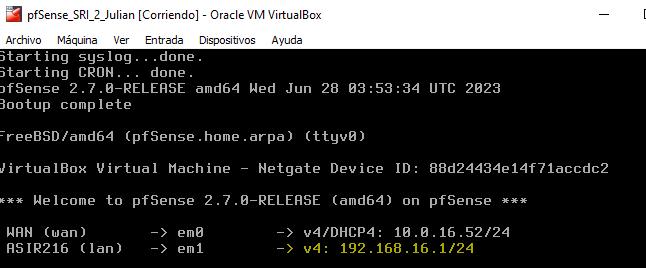 pfSense_SRI_2_Julian [Corriendo] - Oracle VM VirtualBox
Archivo Máquina Ver Entrada Dispositivos Ayuda
Starting syslog...done.
Starting CRON... done.
pfSense 2.7.0-RELEASE amd64 Wed Jun 28 03:53:34 UTC 2023
Bootup complete
FreeBSD/amd64 (pfSense.home.arpa) (ttyv0)
VirtualBox Virtual Machine - Netgate Device ID: 88d24434e14f71accdc2
*** Welcome to pfSense 2.7.0-RELEASE (amd64) on pfSense ***
WAN (wan) -> em0 -> v4/DHCP4: 10.0.16.52/24
ASIR216 (lan) -> em1 -> v4: 192.168.16.1/24